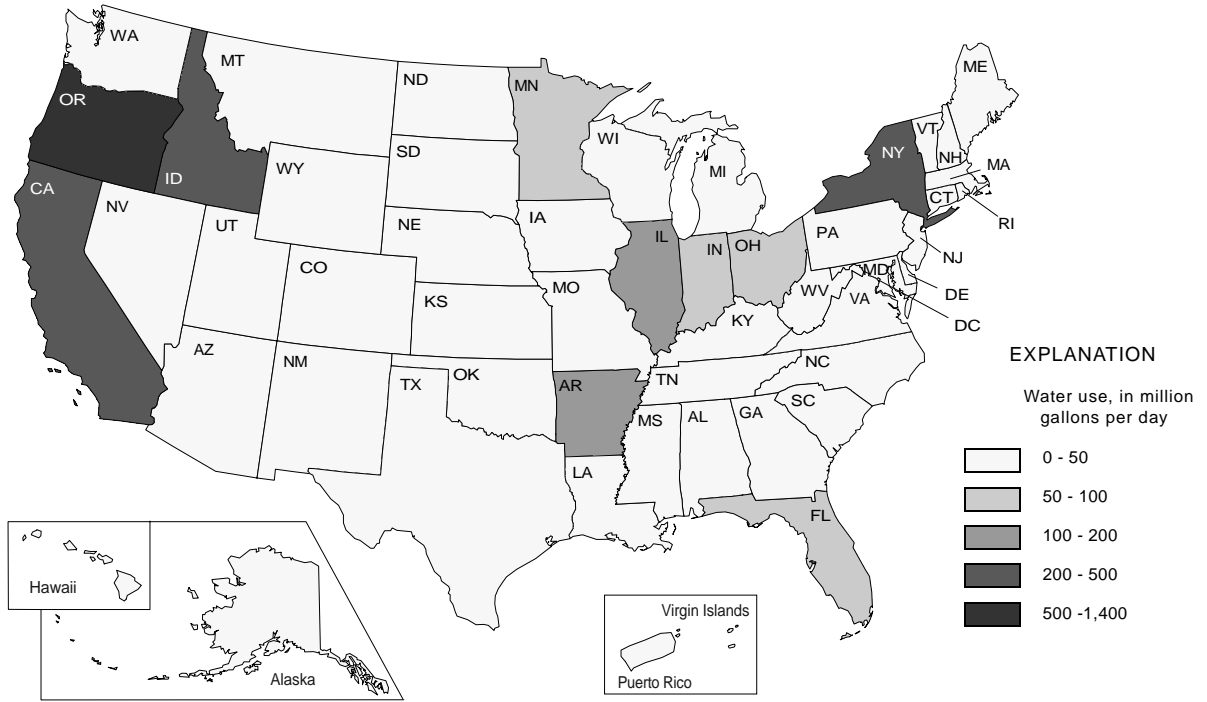 WA
MT
ND
MN
ME
OR
VT
WI
NY
SD
NH
MA
MI
WY
ID
CA
CT
NV
IA
RI
UT
NE
PA
IL
IN
OH
NJ
CO
MD
MO
WV
VA
DE
KS
KY
DC
AZ
NM
NC
TX
OK
AR
TN
SC
MS
AL
GA
LA
FL
EXPLANATION
Water use, in million
gallons per day
0 - 50
50 - 100
100 - 200
200 - 500
500 -1,400
Hawaii
Alaska
Virgin Islands
Puerto Rico